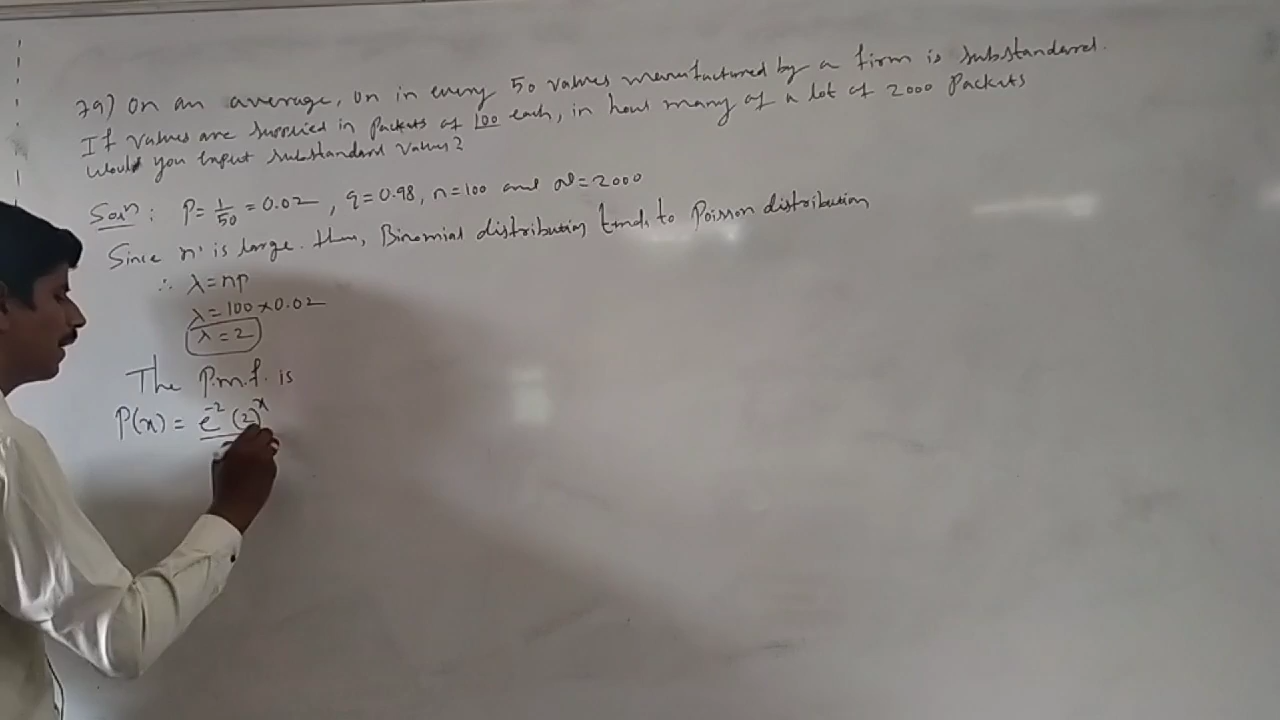 79) On an average, on in every 50 values manufactured by a firm is substandard.
If values are supplied in packets of 100 each, in how many of a lot of 2000 packets
Would you input substandard values?
Solⁿ: P = 1/50 = 0.02, q = 0.98, n = 100 and N = 2000
Since 'n' is large. then, Binomial distribution tends to Poisson distribution
∴ λ = np
λ = 100 × 0.02
λ = 2
The P.m.f. is
P(x) = e^-2 (2)^x